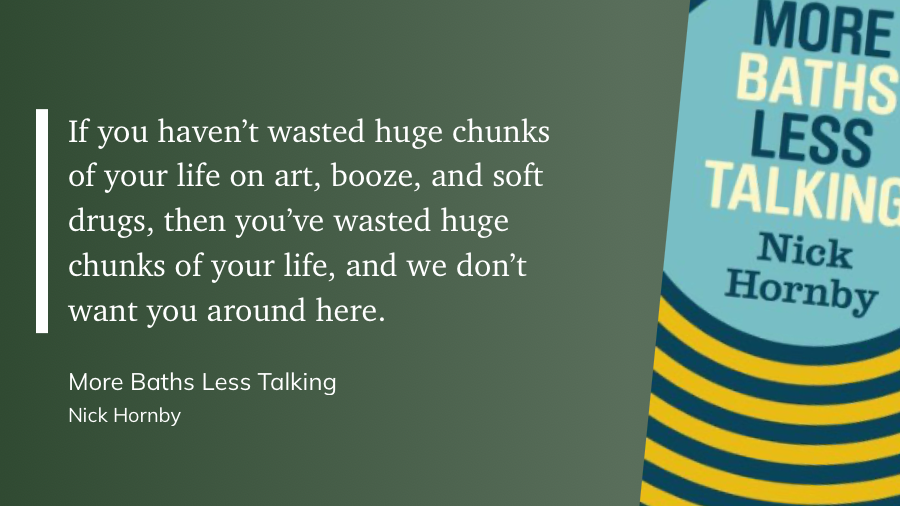 If you haven’t wasted huge chunks
of your life on art, booze, and soft
drugs, then you’ve wasted huge
chunks of your life, and we don’t
want you around here.
More Baths Less Talking
Nick Hornby
MORE
BATHS
LESS
TALKING
Nick
Hornby